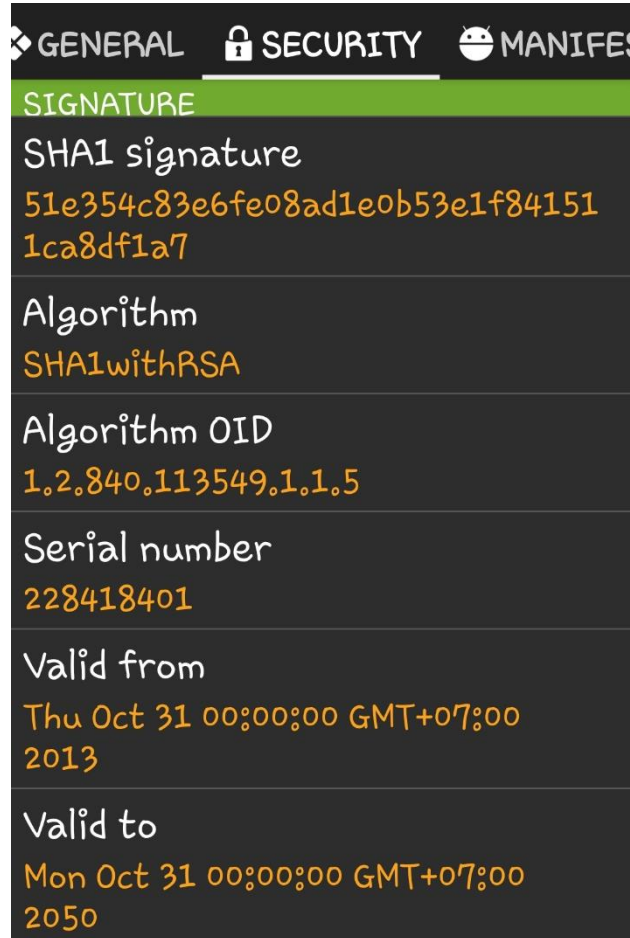 GENERAL SECURITY MANIFES
SIGNATURE
SHA1 signature
51e354c83e6fe08ad1e0b53e1f84151
1ca8df1a7
Algorithm
SHA1withRSA
Algorithm OID
1.2.840.113549.1.1.5
Serial number
228418401
Valid from
Thu Oct 31 00:00:00 GMT+07:00
2013
Valid to
Mon Oct 31 00:00:00 GMT+07:00
2050